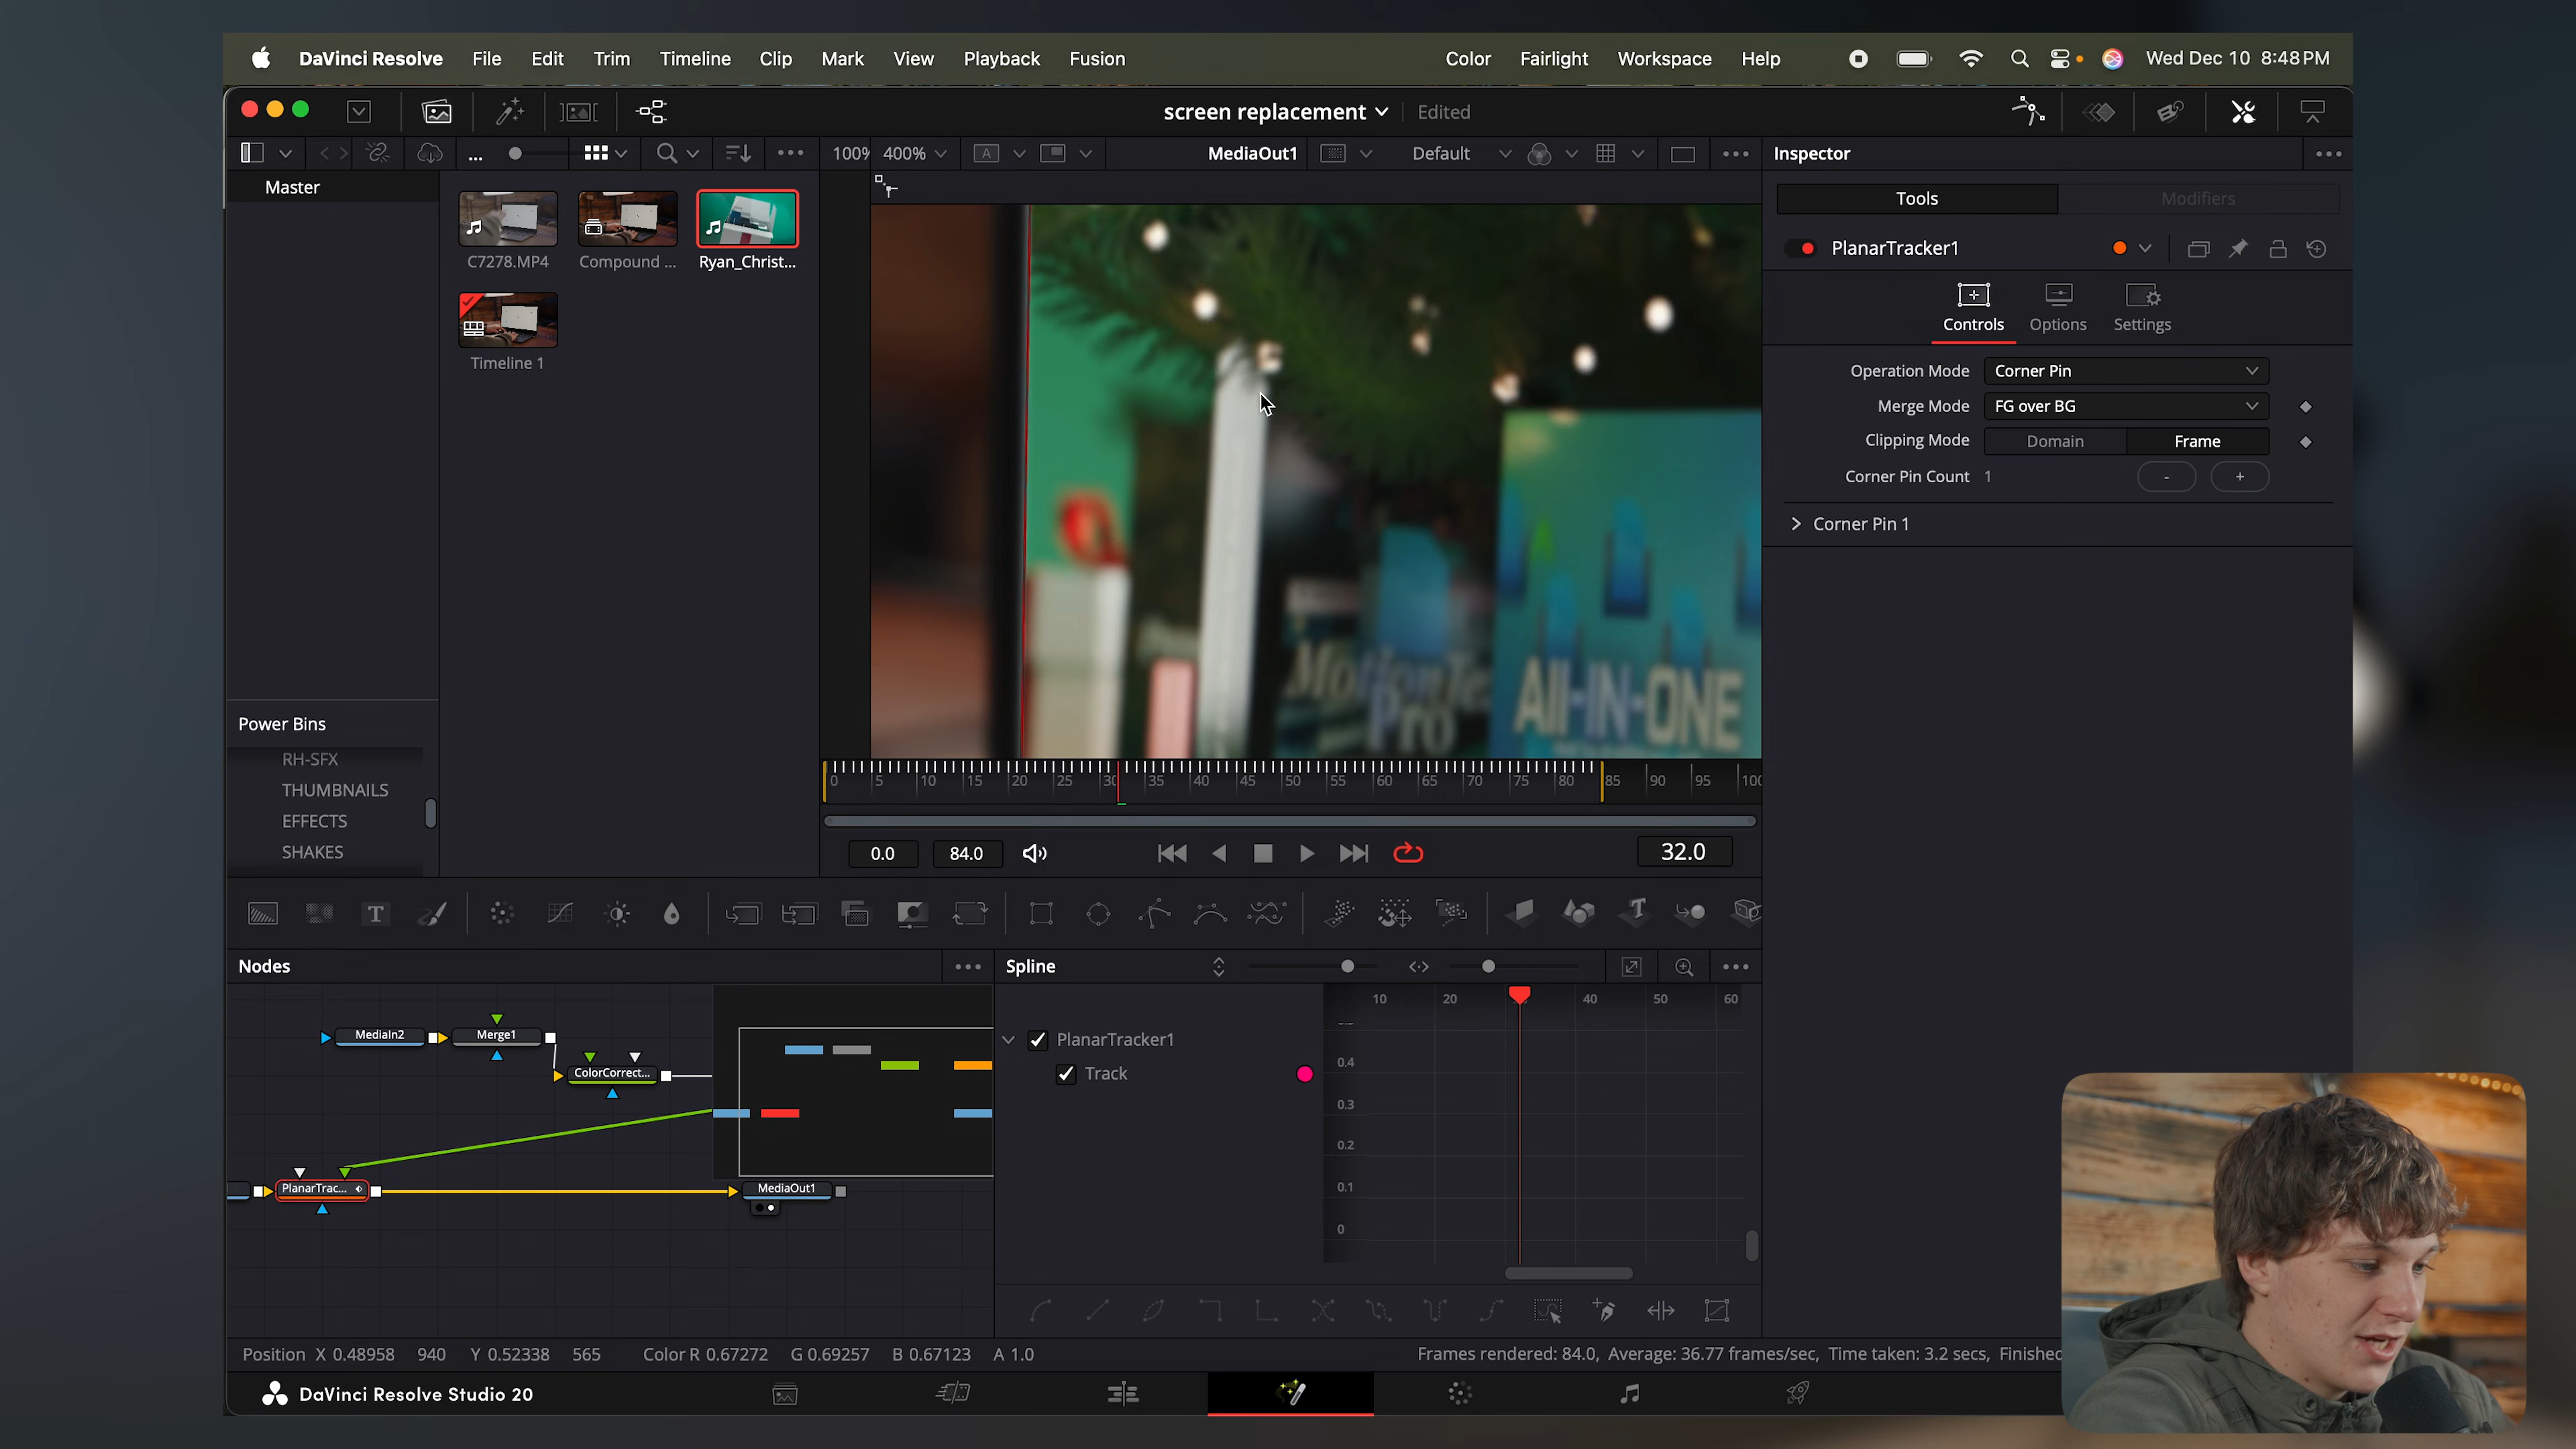 DaVinci Resolve File Edit Trim Timeline Clip Mark View Playback Fusion Color Fairlight Workspace Help Wed Dec 10 8:48 PM
screen replacement Edited
... 100% 400% A MediaOut1 Default Inspector
Master
Tools Modifiers
C7278.MP4 Compound ... Ryan_Christ...
PlanarTracker1
Timeline 1
Controls Options Settings
Operation Mode Corner Pin
Merge Mode FG over BG
Clipping Mode Domain Frame
Corner Pin Count 1 - +
Corner Pin 1
Pro
All-IN-ONE
Power Bins
RH-SFX
THUMBNAILS
EFFECTS
SHAKES
0 5 10 15 20 25 30 35 40 45 50 55 60 65 70 75 80 85 90 95 100
0.0 84.0 32.0
T
Nodes Spline
10 20 40 50 60
MediaIn2 Merge1 PlanarTracker1
ColorCorrect... Track
0.4
0.3
0.2
0.1
0
PlanarTrac... MediaOut1
Position X 0.48958 940 Y 0.52338 565 Color R 0.67272 G 0.69257 B 0.67123 A 1.0 Frames rendered: 84.0, Average: 36.77 frames/sec, Time taken: 3.2 secs, Finished
DaVinci Resolve Studio 20